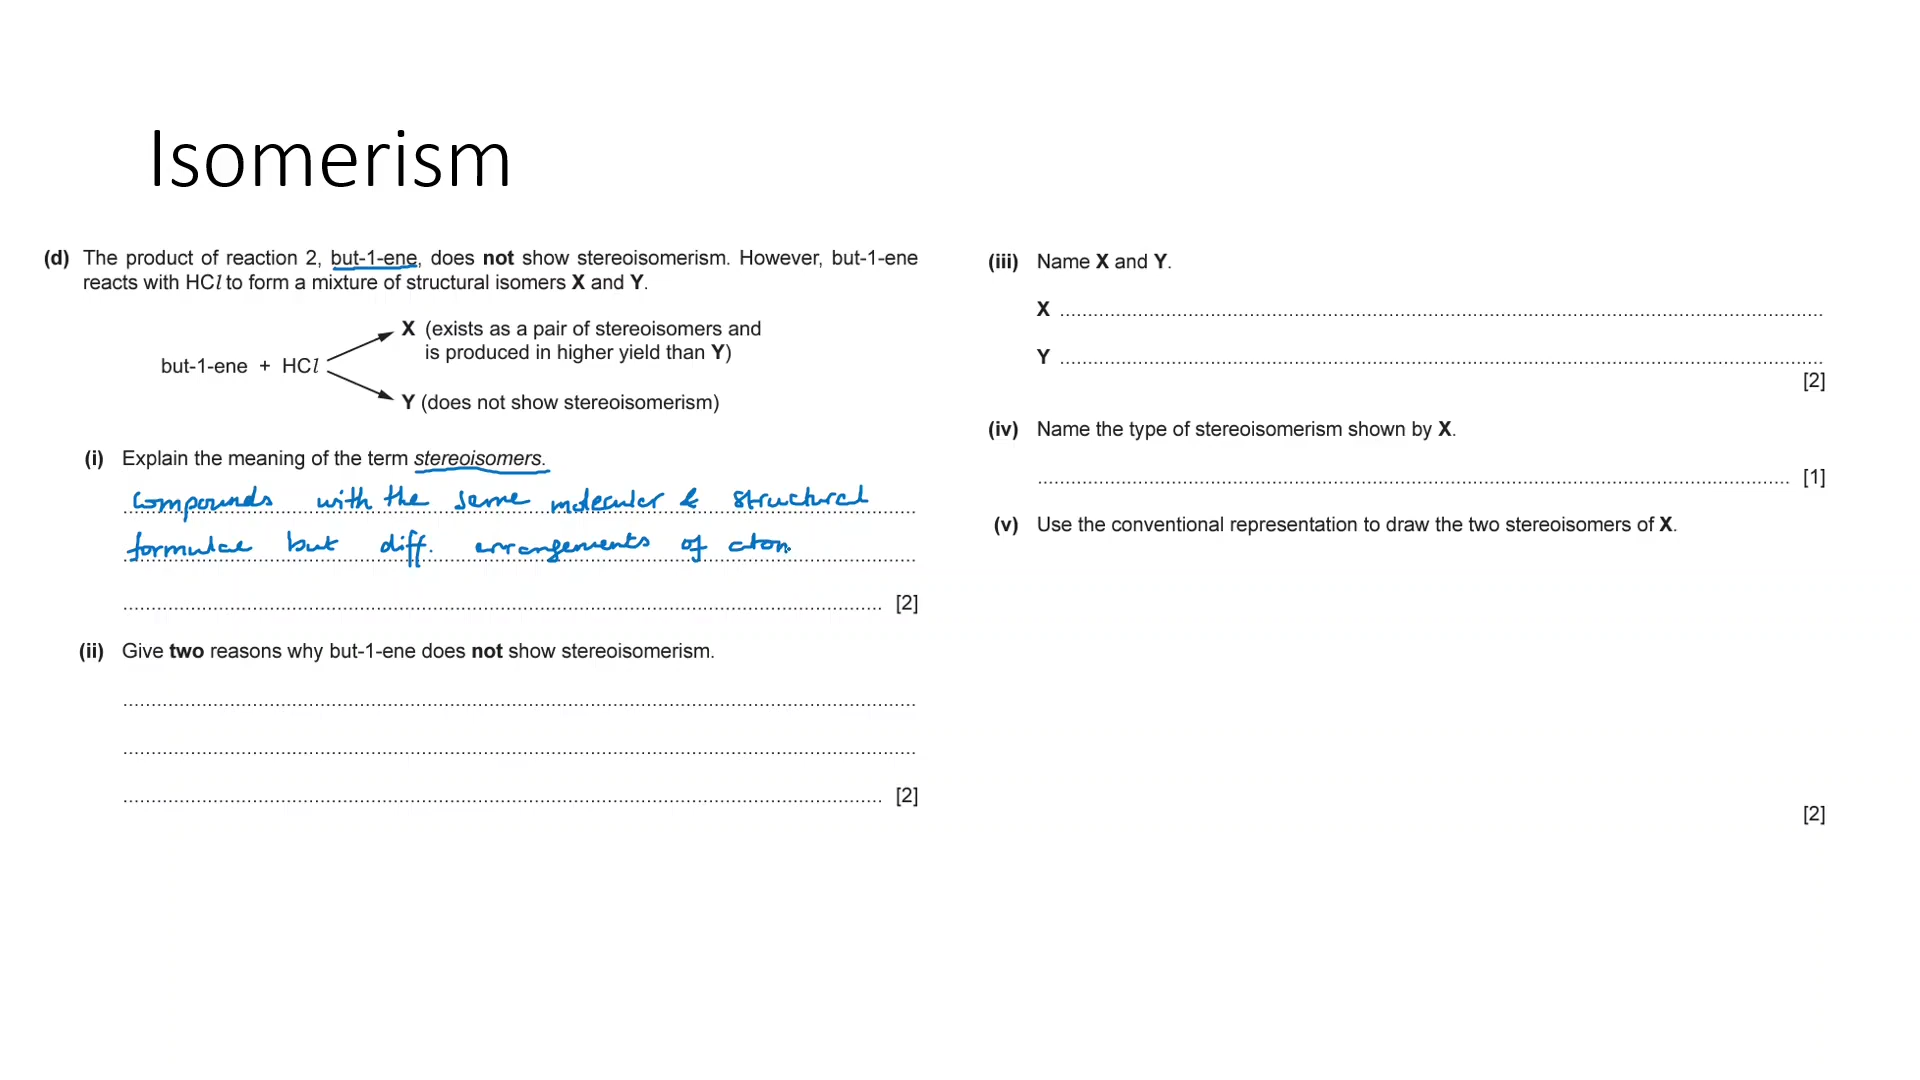 Isomerism
(d) The product of reaction 2, but-1-ene, does not show stereoisomerism. However, but-1-ene
reacts with HCl to form a mixture of structural isomers X and Y.
X (exists as a pair of stereoisomers and
is produced in higher yield than Y)
but-1-ene + HCl
Y (does not show stereoisomerism)
(i) Explain the meaning of the term stereoisomers.
compounds with the same molecular & structural
formulae but diff. arrangements of atom
[2]
(ii) Give two reasons why but-1-ene does not show stereoisomerism.
[2]
(iii) Name X and Y.
X
Y
[2]
(iv) Name the type of stereoisomerism shown by X.
[1]
(v) Use the conventional representation to draw the two stereoisomers of X.
[2]